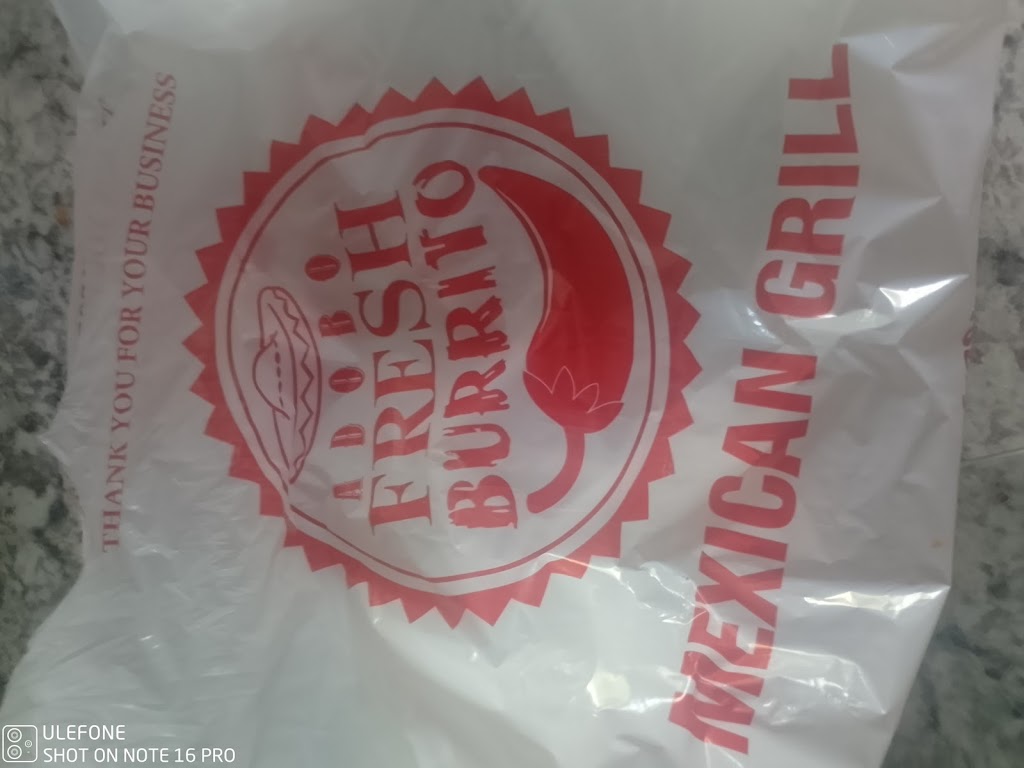 THANK YOU FOR YOUR BUSINESS
ADOBO
FRESH
BURRITO
MEXICAN GRILL
ULEFONE
SHOT ON NOTE 16 PRO